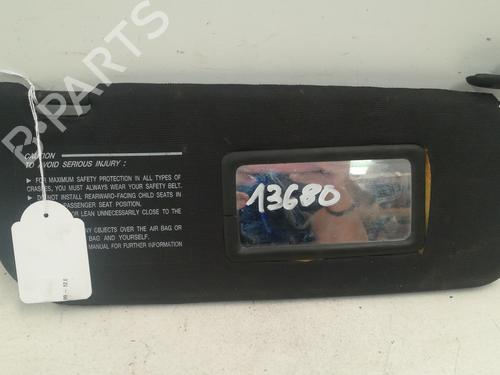 CAUTION
TO AVOID SERIOUS INJURY :
► FOR MAXIMUM SAFETY PROTECTION IN ALL TYPES OF
CRASHES, YOU MUST ALWAYS WEAR YOUR SAFETY BELT.
► DO NOT INSTALL REARWARD-FACING CHILD SEATS IN
PASSENGER SEAT POSITION.
OR LEAN UNNECESSARILY CLOSE TO THE
ANY OBJECTS OVER THE AIR BAG OR
BAG AND YOURSELF.
MANUAL FOR FURTHER INFORMATION
13680
B-PARTS